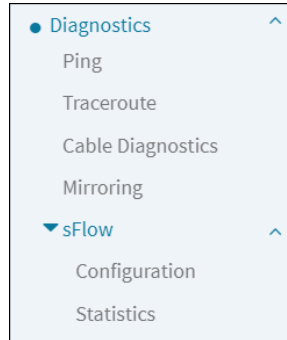 Diagnostics
Ping
Traceroute
Cable Diagnostics
Mirroring
sFlow
Configuration
Statistics